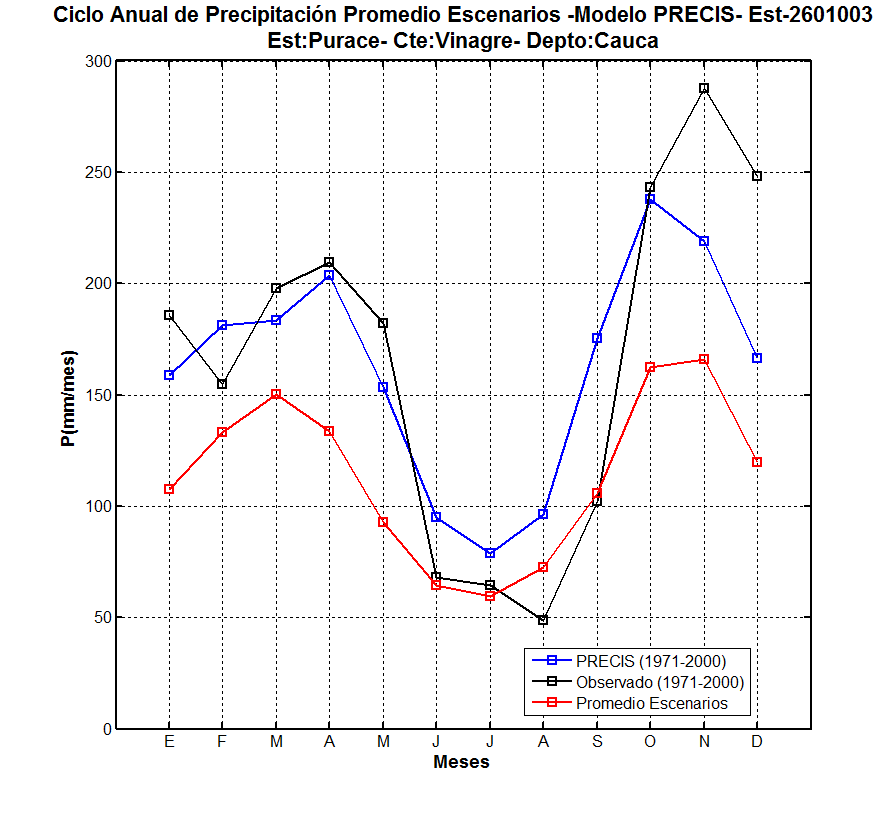 Ciclo Anual de Precipitación Promedio Escenarios -Modelo PRECIS- Est-2601003
Est:Purace- Cte:Vinagre- Depto:Cauca
300
250
200
150
100
50
0
P(mm/mes)
PRECIS (1971-2000)
Observado (1971-2000)
Promedio Escenarios
E F M A M J J A S O N D
Meses